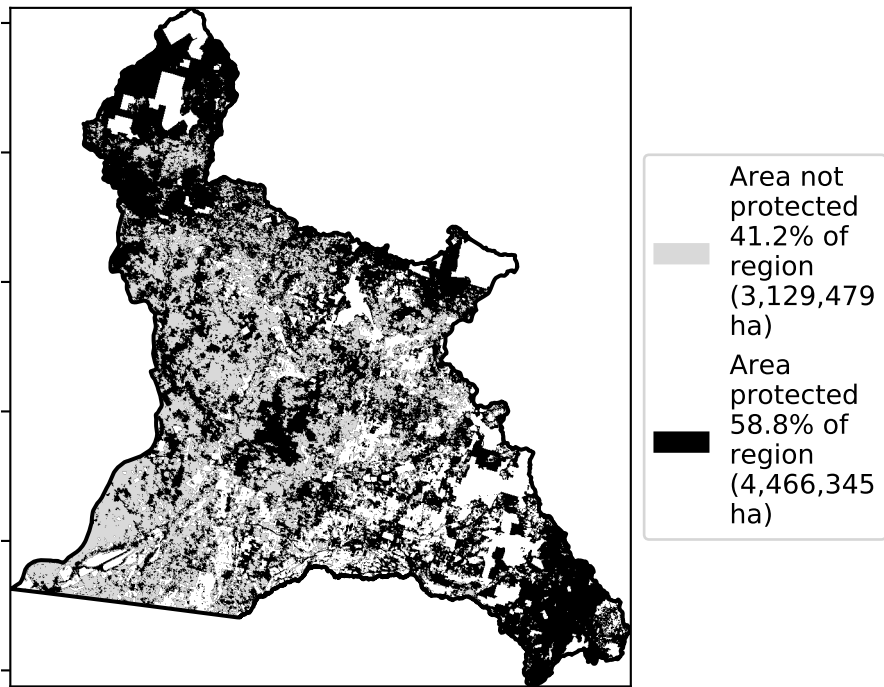 Area not
protected
41.2% of
region
(3,129,479
ha)
Area
protected
58.8% of
region
(4,466,345
ha)